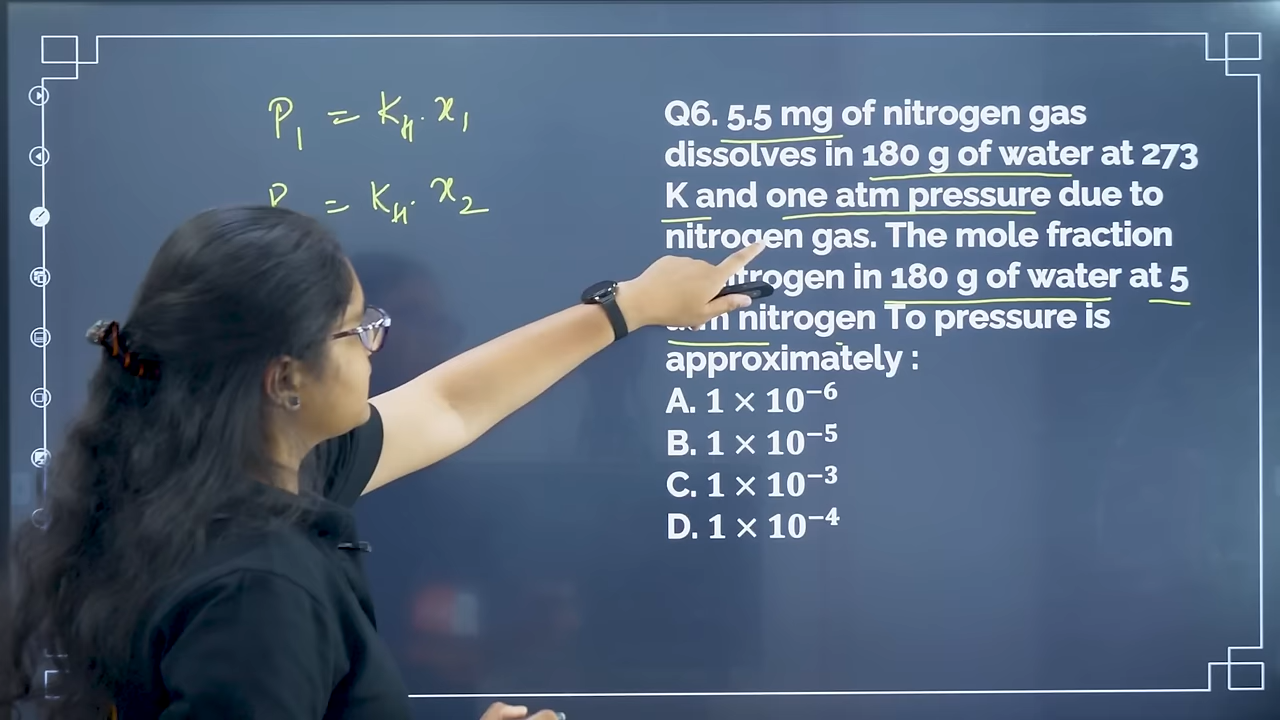 P₁ = K_H · x₁
= K_H · x₂
Q6. 5.5 mg of nitrogen gas
dissolves in 180 g of water at 273
K and one atm pressure due to
nitrogen gas. The mole fraction
in 180 g of water at 5
nitrogen To pressure is
approximately :
A. 1 × 10⁻⁶
B. 1 × 10⁻⁵
C. 1 × 10⁻³
D. 1 × 10⁻⁴